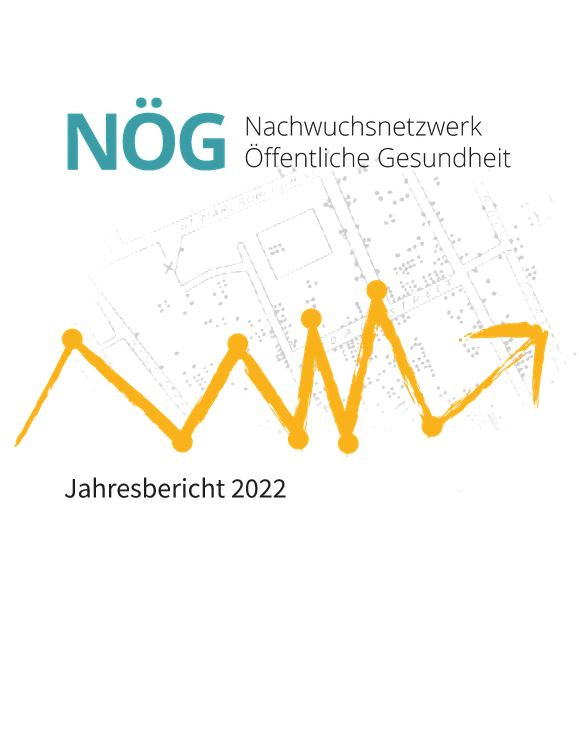 NÖG
Nachwuchsnetzwerk
Öffentliche Gesundheit
Jahresbericht 2022